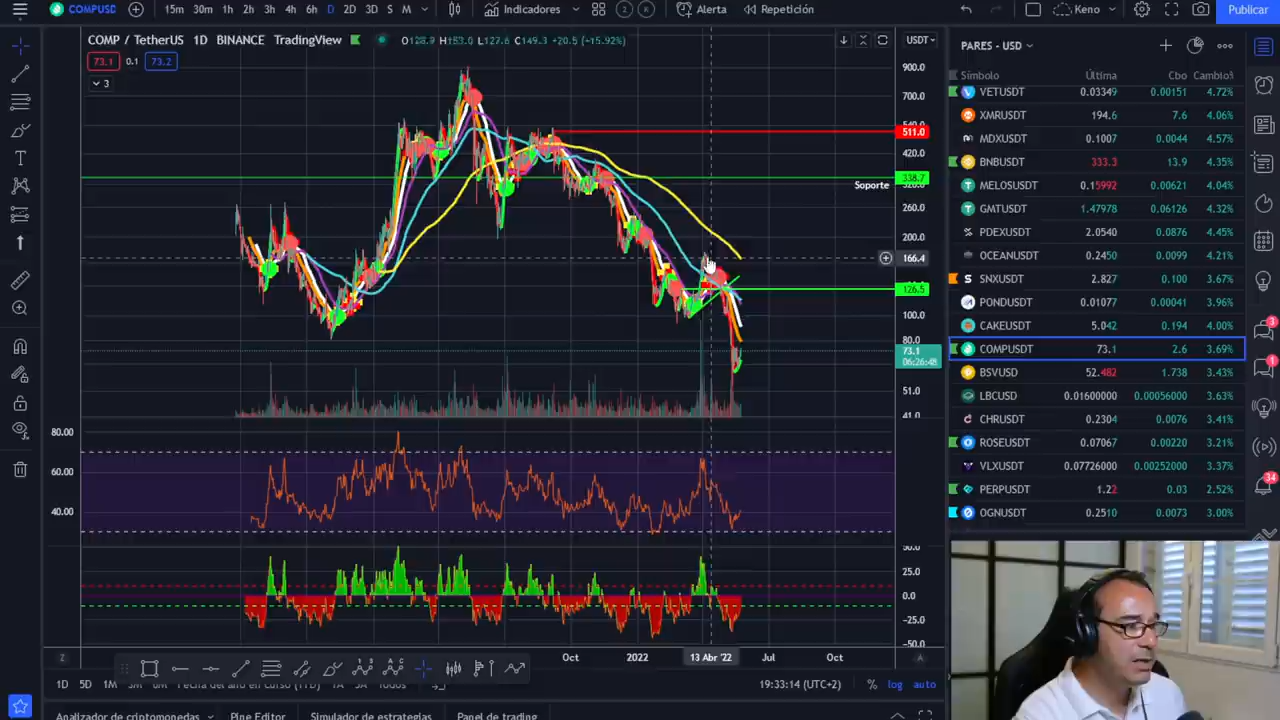 COMPUSD 15m 30m 1h 2h 3h 4h 6h D 2D 3D S M Indicadores 2 Alerta Repetición Keno Publicar
COMP / TetherUS 1D BINANCE TradingView O128.9 H153.0 L127.6 C149.3 +20.5 (+15.92%) USDT
73.1 0.1 73.2
3
900.0
700.0
511.0
420.0
338.7
Soporte
260.0
200.0
166.4
126.5
100.0
80.0
73.1
06:26:48
51.0
41.0
80.00
60.00
40.00
50.0
25.0
0.0
-25.00
-50.00
Z Oct 2022 13 Abr '22 Jul Oct A
1D 5D 1M 19:33:14 (UTC+2) % log auto
Analizador de criptomonedas Pine Editor Simulador de estrategias Panel de trading
PARES - USD
Símbolo Última Cbo Cambio%
VETUSDT 0.03349 0.00151 4.72%
XMRUSDT 194.6 7.6 4.06%
MDXUSDT 0.1007 0.0044 4.57%
BNBUSDT 333.3 13.9 4.35%
MELOSUSDT 0.15992 0.00621 4.04%
GMTUSDT 1.47978 0.06126 4.32%
PDEXUSDT 2.0540 0.0876 4.45%
OCEANUSDT 0.2450 0.0099 4.21%
SNXUSDT 2.827 0.100 3.67%
PONDUSDT 0.01077 0.00041 3.96%
CAKEUSDT 5.042 0.194 4.00%
COMPUSDT 73.1 2.6 3.69%
BSVUSD 52.482 1.738 3.43%
LBCUSD 0.01600000 0.00056000 3.63%
CHRUSDT 0.2304 0.0076 3.41%
ROSEUSDT 0.07067 0.00220 3.21%
VLXUSDT 0.07726000 0.00252000 3.37%
PERPUSDT 1.22 0.03 2.52%
OGNUSDT 0.2510 0.0073 3.00%
3
1
34